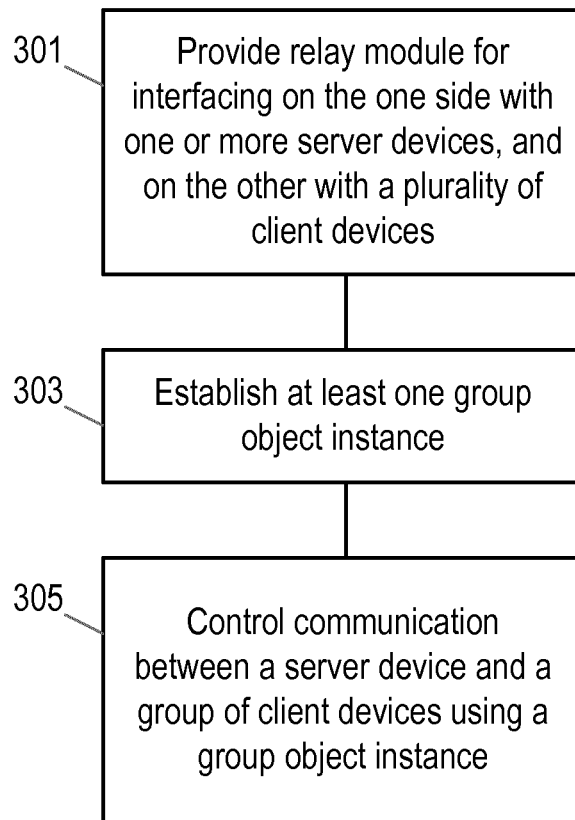 301
Provide relay module for
interfacing on the one side with
one or more server devices, and
on the other with a plurality of
client devices
303
Establish at least one group
object instance
305
Control communication
between a server device and a
group of client devices using a
group object instance